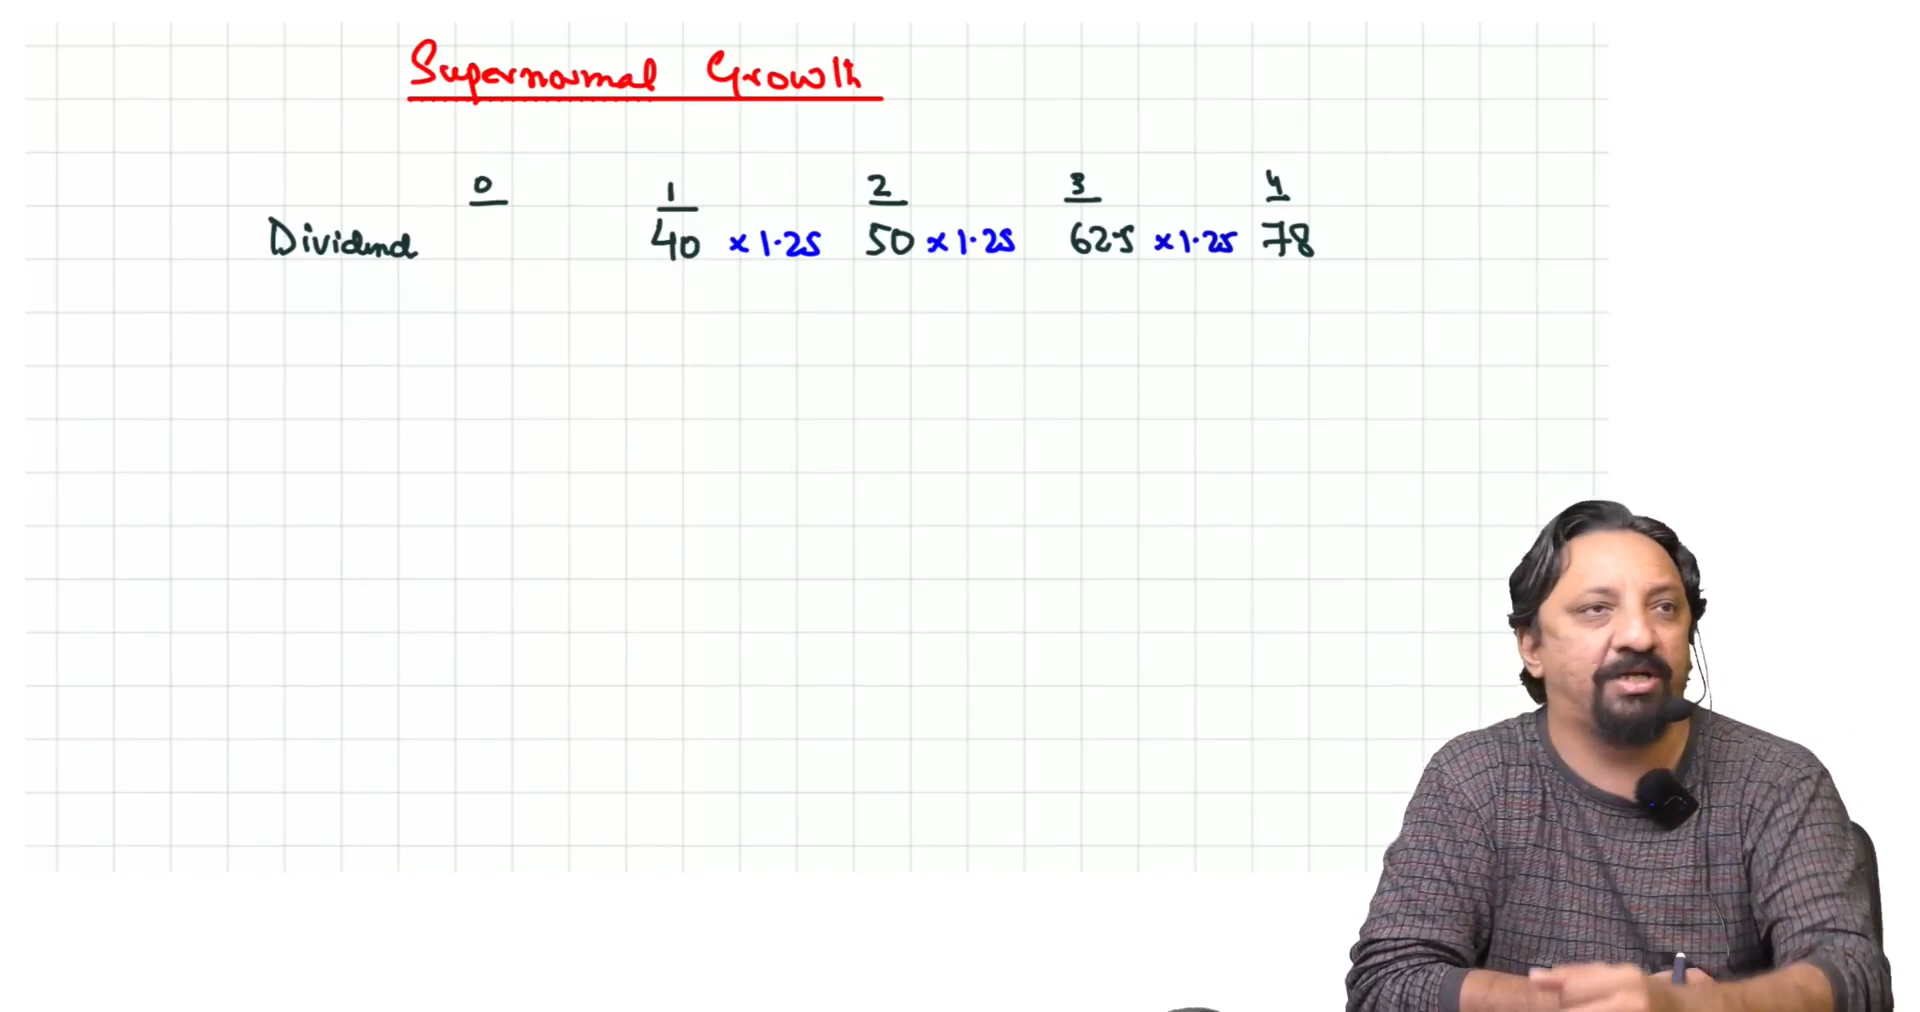 Supernormal Growth
0 1 2 3 4
Dividend 40 × 1.25 50 × 1.25 62.5 × 1.25 78